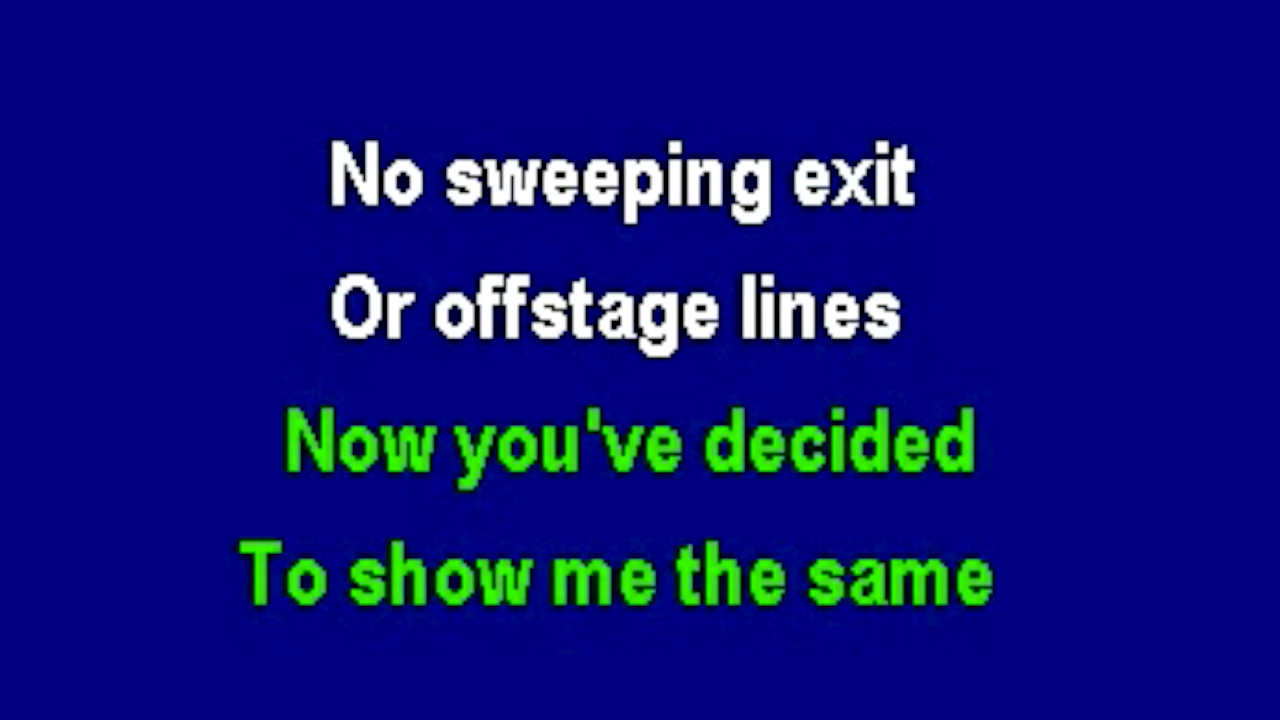 No sweeping exit
Or offstage lines
Now you've decided
To show me the same